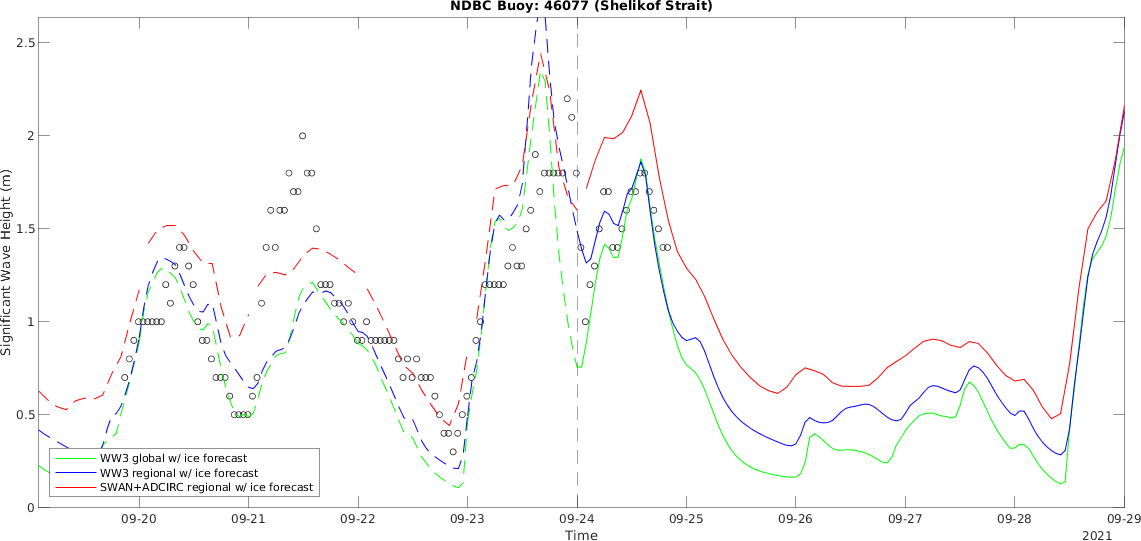 NDBC Buoy: 46077 (Shelikof Strait)
Significant Wave Height (m)
2.5
2
1.5
1
0.5
0
WW3 global w/ ice forecast
WW3 regional w/ ice forecast
SWAN+ADCIRC regional w/ ice forecast
09-20 09-21 09-22 09-23 09-24 09-25 09-26 09-27 09-28 09-29
Time
2021